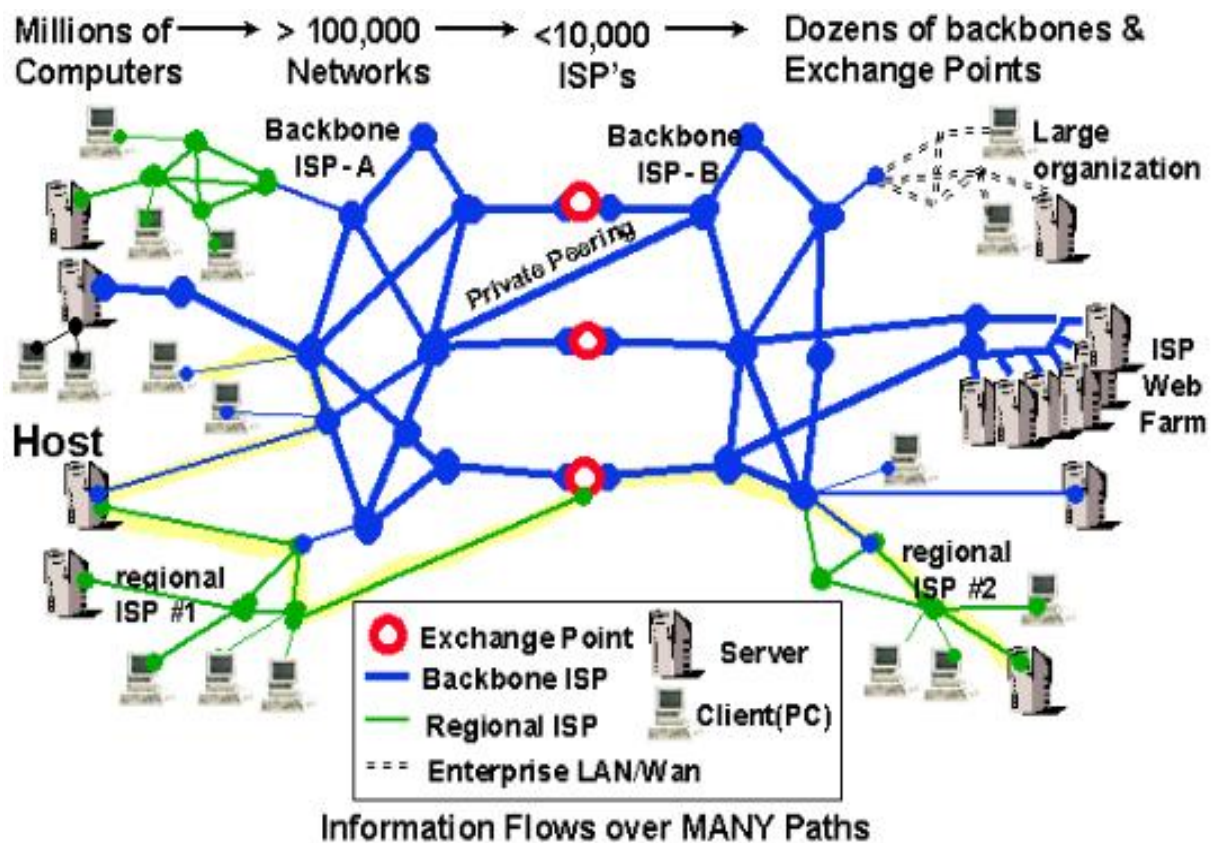 Millions of Computers
> 100,000 Networks
<10,000 ISP's
Dozens of backbones & Exchange Points
Backbone
ISP-A
Backbone
ISP-B
Large
organization
Private Peering
ISP
Web
Farm
Host
regional
ISP #1
regional
ISP #2
Exchange Point
Backbone ISP
Regional ISP
Enterprise LAN/Wan
Server
Client(PC)
Information Flows over MANY Paths